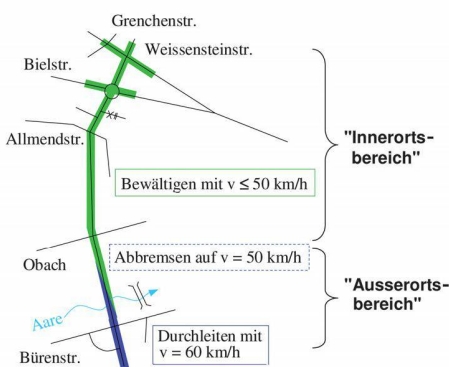 Grenchenstr.
Weissensteinstr.
Bielstr.
Allmendstr.
"Innerorts-
bereich"
Bewältigen mit v ≤ 50 km/h
Obach
Abbremsen auf v = 50 km/h
"Ausserorts-
bereich"
Aare
Durchleiten mit
v = 60 km/h
Bürenstr.